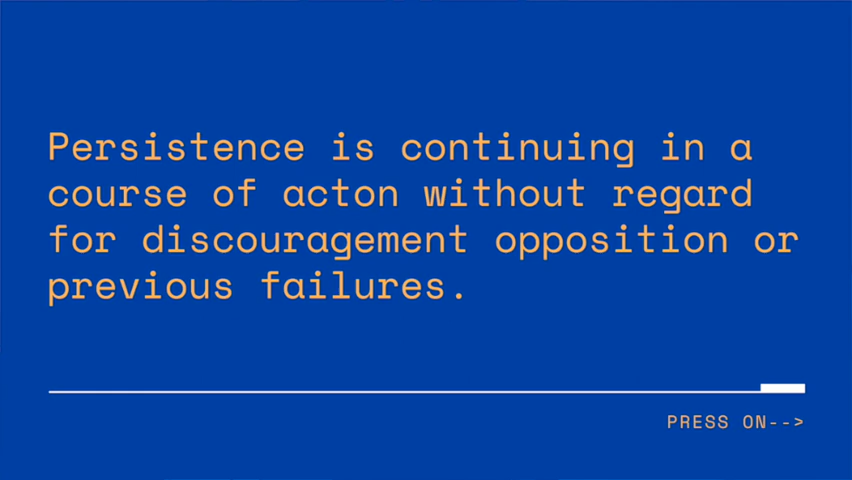 Persistence is continuing in a
course of acton without regard
for discouragement opposition or
previous failures.
PRESS ON-->